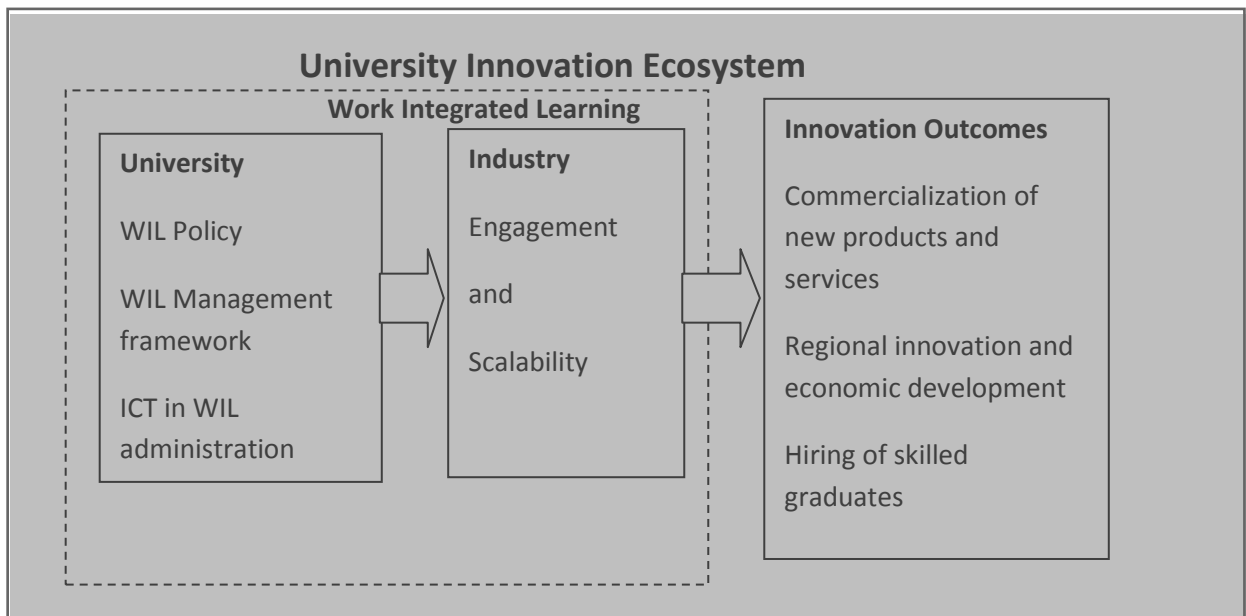 University Innovation Ecosystem
Work Integrated Learning
University
WIL Policy
WIL Management
framework
ICT in WIL
administration
Industry
Engagement
and
Scalability
Innovation Outcomes
Commercialization of
new products and
services
Regional innovation and
economic development
Hiring of skilled
graduates